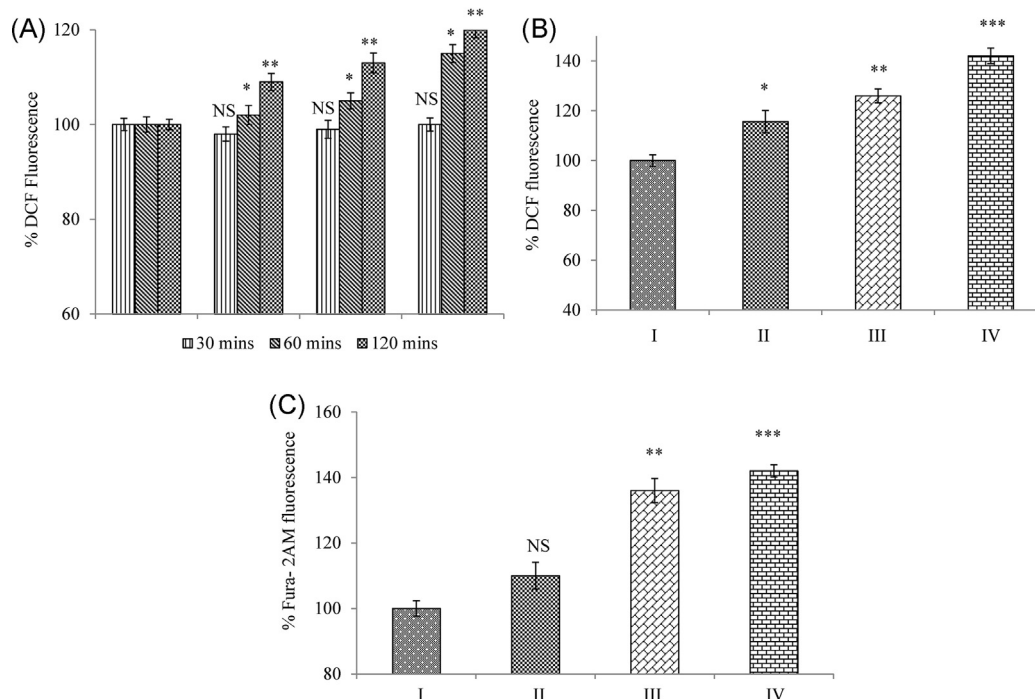 (A)
% DCF Fluorescence
120
100
80
60
NS
*
**
NS
*
**
NS
*
**
30 mins 60 mins 120 mins
(B)
% DCF fluorescence
140
120
100
80
60
40
*
**
***
I II III IV
(C)
% Fura- 2AM fluorescence
160
140
120
100
80
NS
**
***
I II III IV